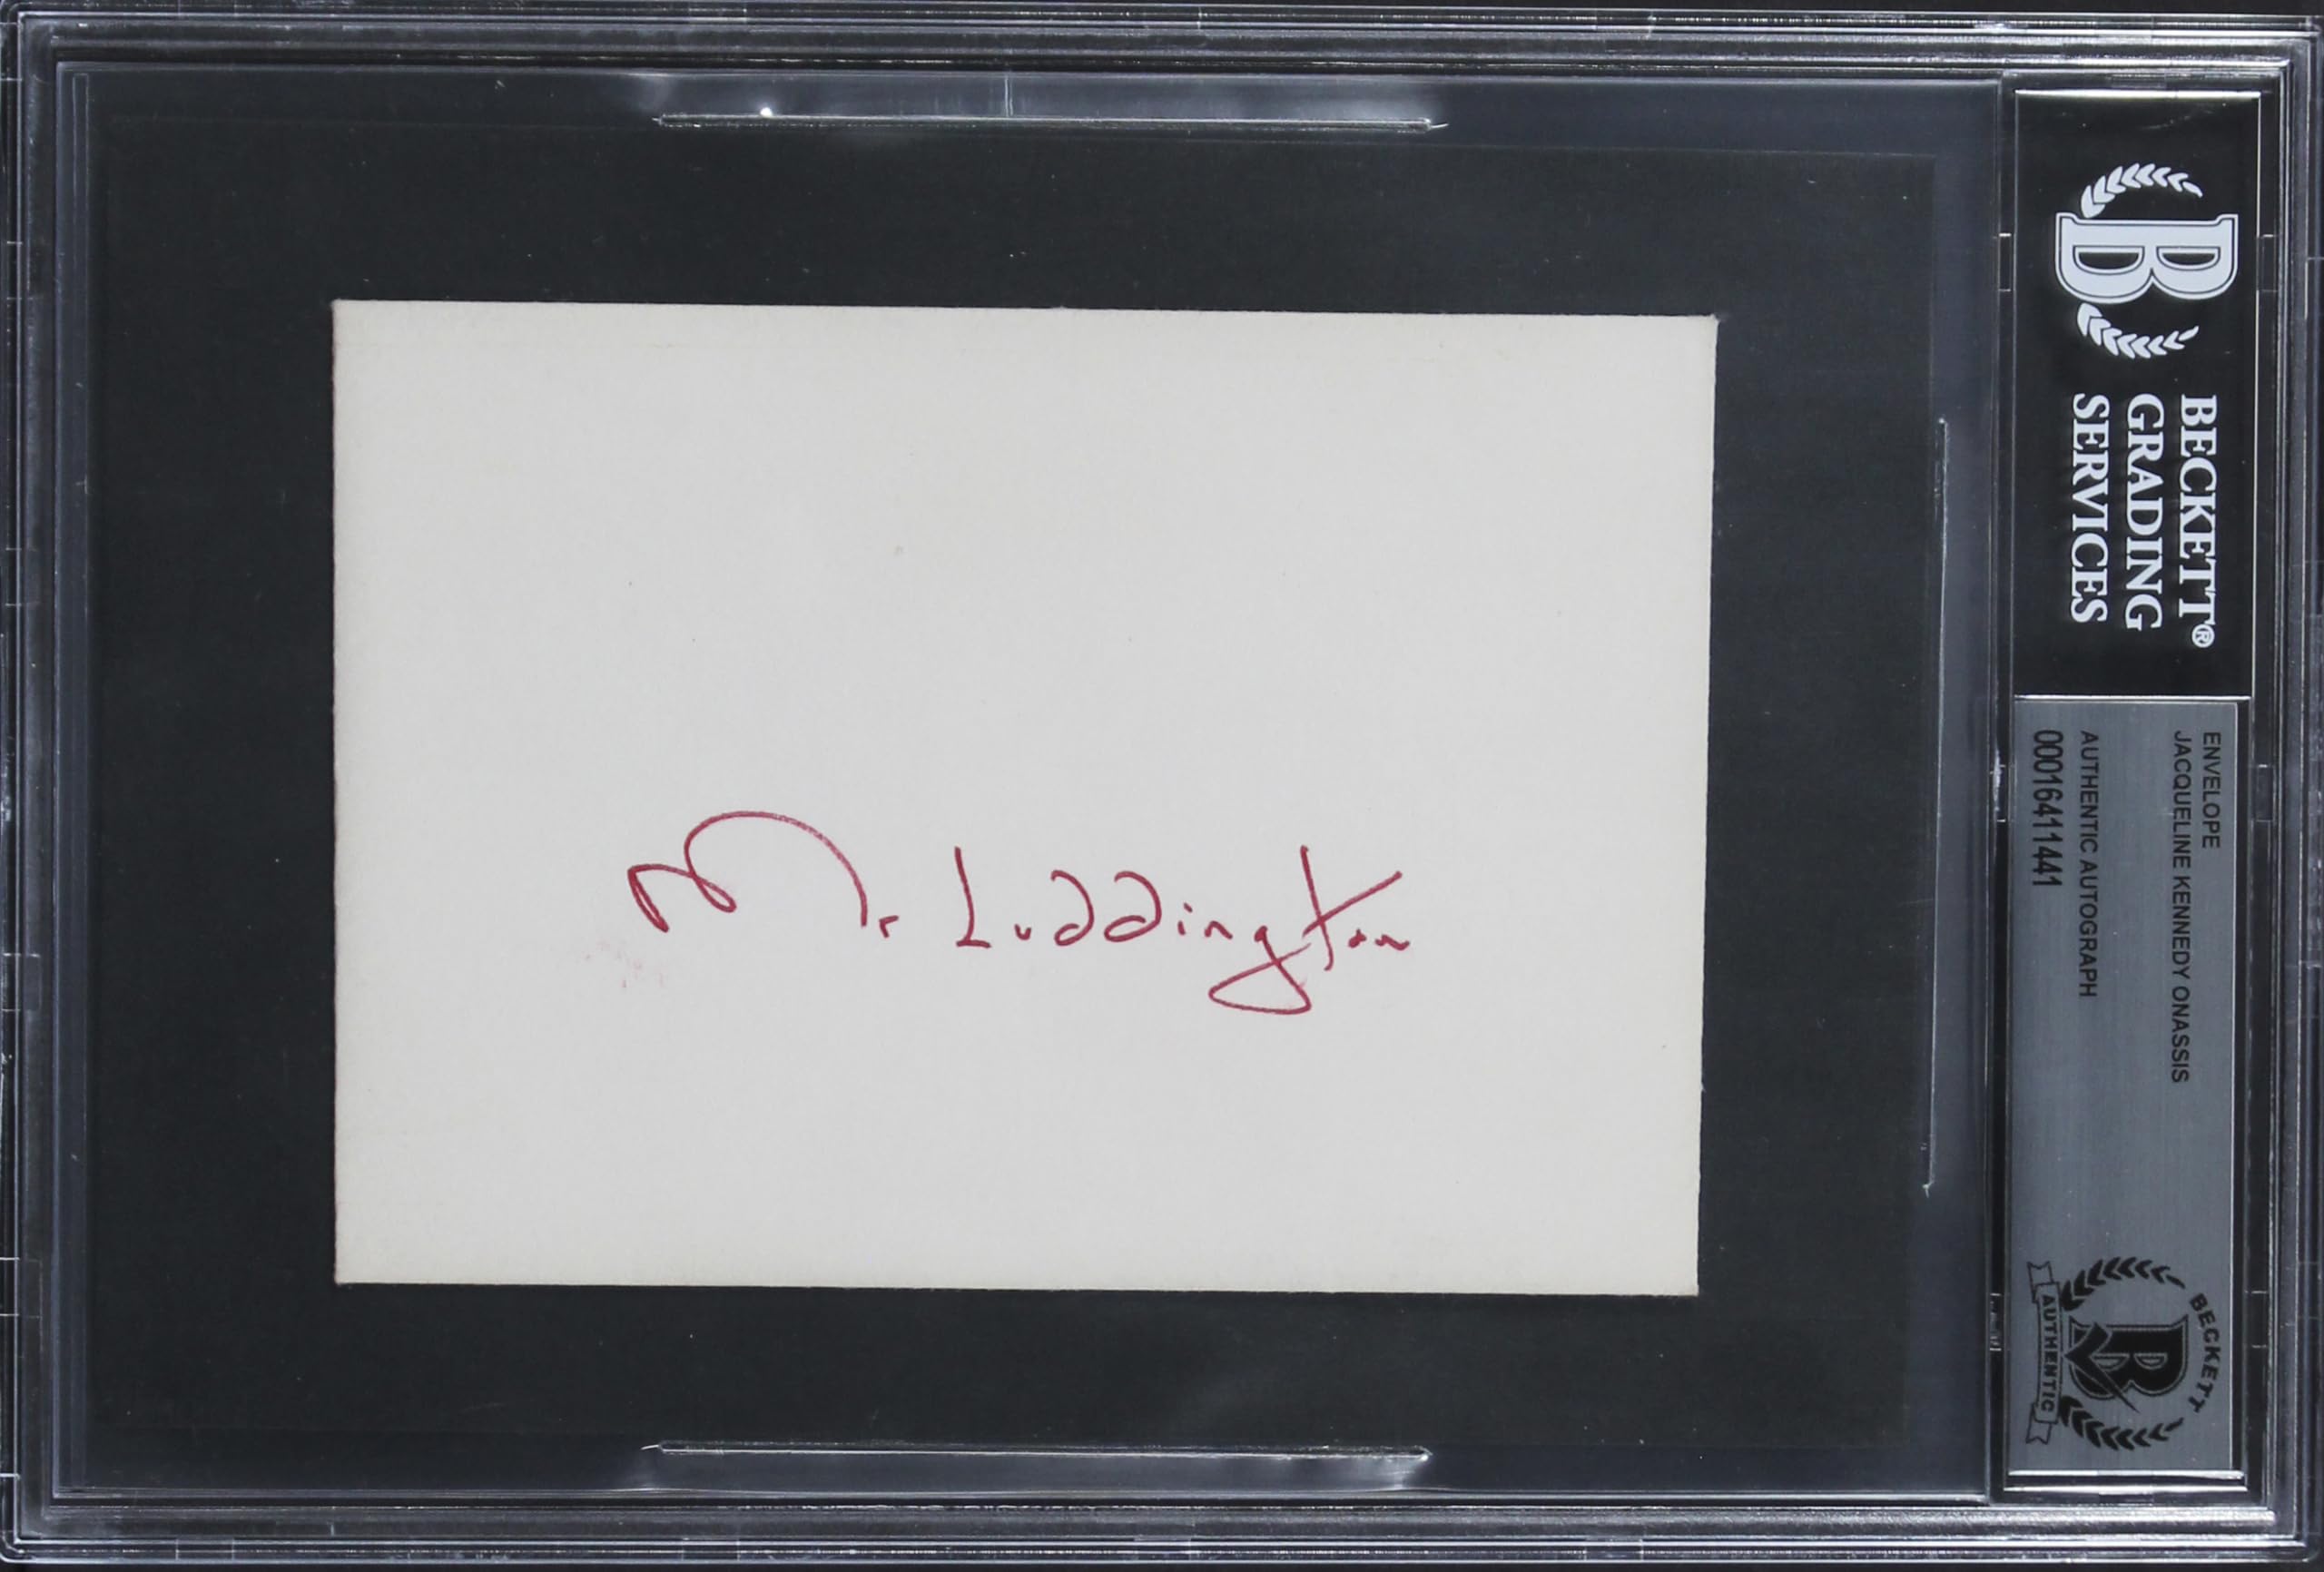 Mr Luddington
BECKETT®
GRADING
SERVICES
ENVELOPE
JACQUELINE KENNEDY ONASSIS
AUTHENTIC AUTOGRAPH
0001641441
BECKETT
AUTHENTIC